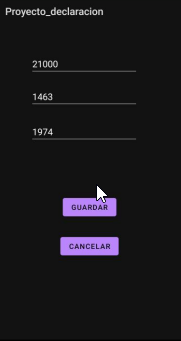 Proyecto_declaracion
21000
1463
1974
GUARDAR
CANCELAR